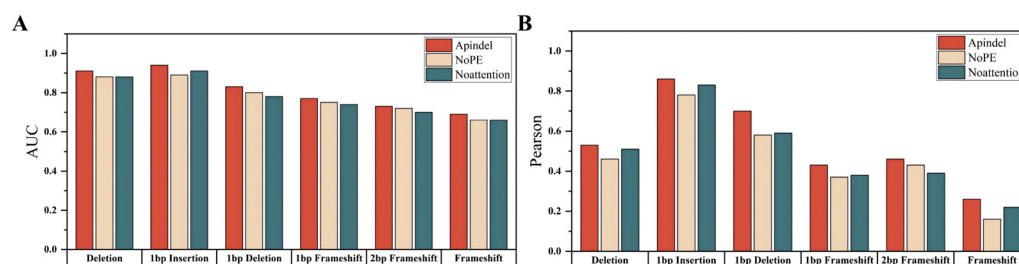 A
AUC
1.0
0.8
0.6
0.4
0.2
0.0
Apindel
NoPE
Noattention
Deletion 1bp Insertion 1bp Deletion 1bp Frameshift 2bp Frameshift Frameshift
B
Pearson
1.0
0.8
0.6
0.4
0.2
0.0
Apindel
NoPE
Noattentio
Deletion 1bp Insertion 1bp Deletion 1bp Frameshift 2bp Frameshift Frameshift